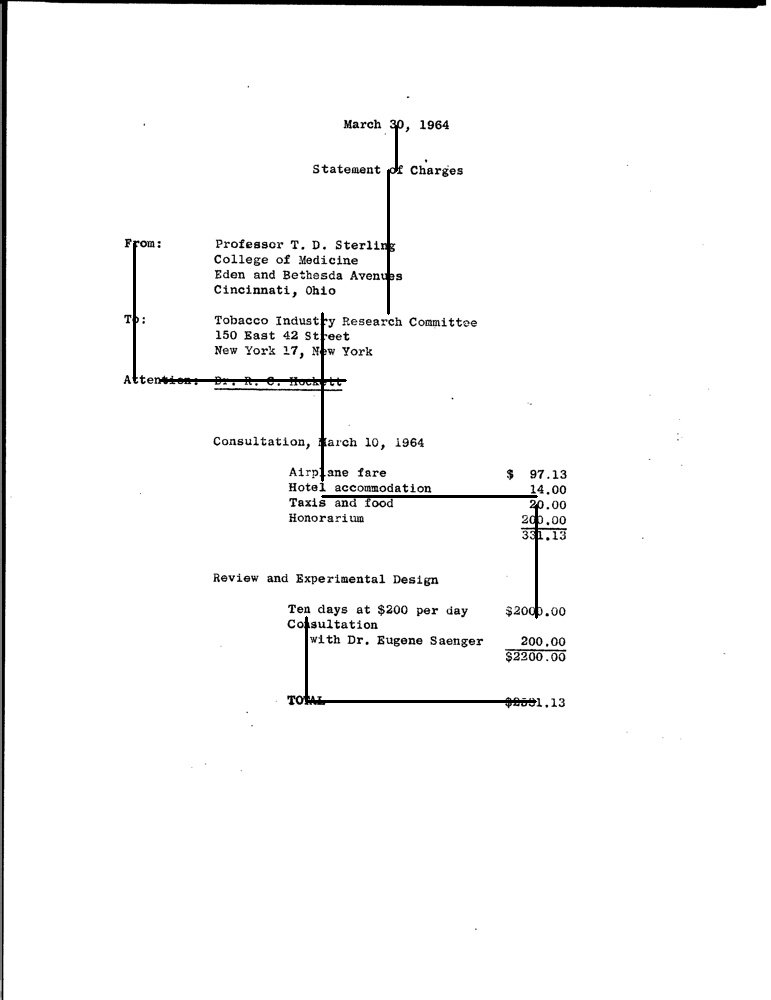 March 30, 1964
Statement of Charges
From: Professor T. D. Sterling
College of Medicine
Eden and Bethesda Avenues
Cincinnati, Ohio
To: Tobacco Industry Research Committee
150 East 42 Street
New York 17, New York
Attention: Dr. R. C. Hockett
Consultation, March 10, 1964
Airplane fare $ 97.13
Hotel accommodation 14.00
Taxis and food 20.00
Honorarium 200.00
331.13
Review and Experimental Design
Ten days at $200 per day $2000.00
Consultation
with Dr. Eugene Saenger 200.00
$2200.00
TOTAL $2531.13